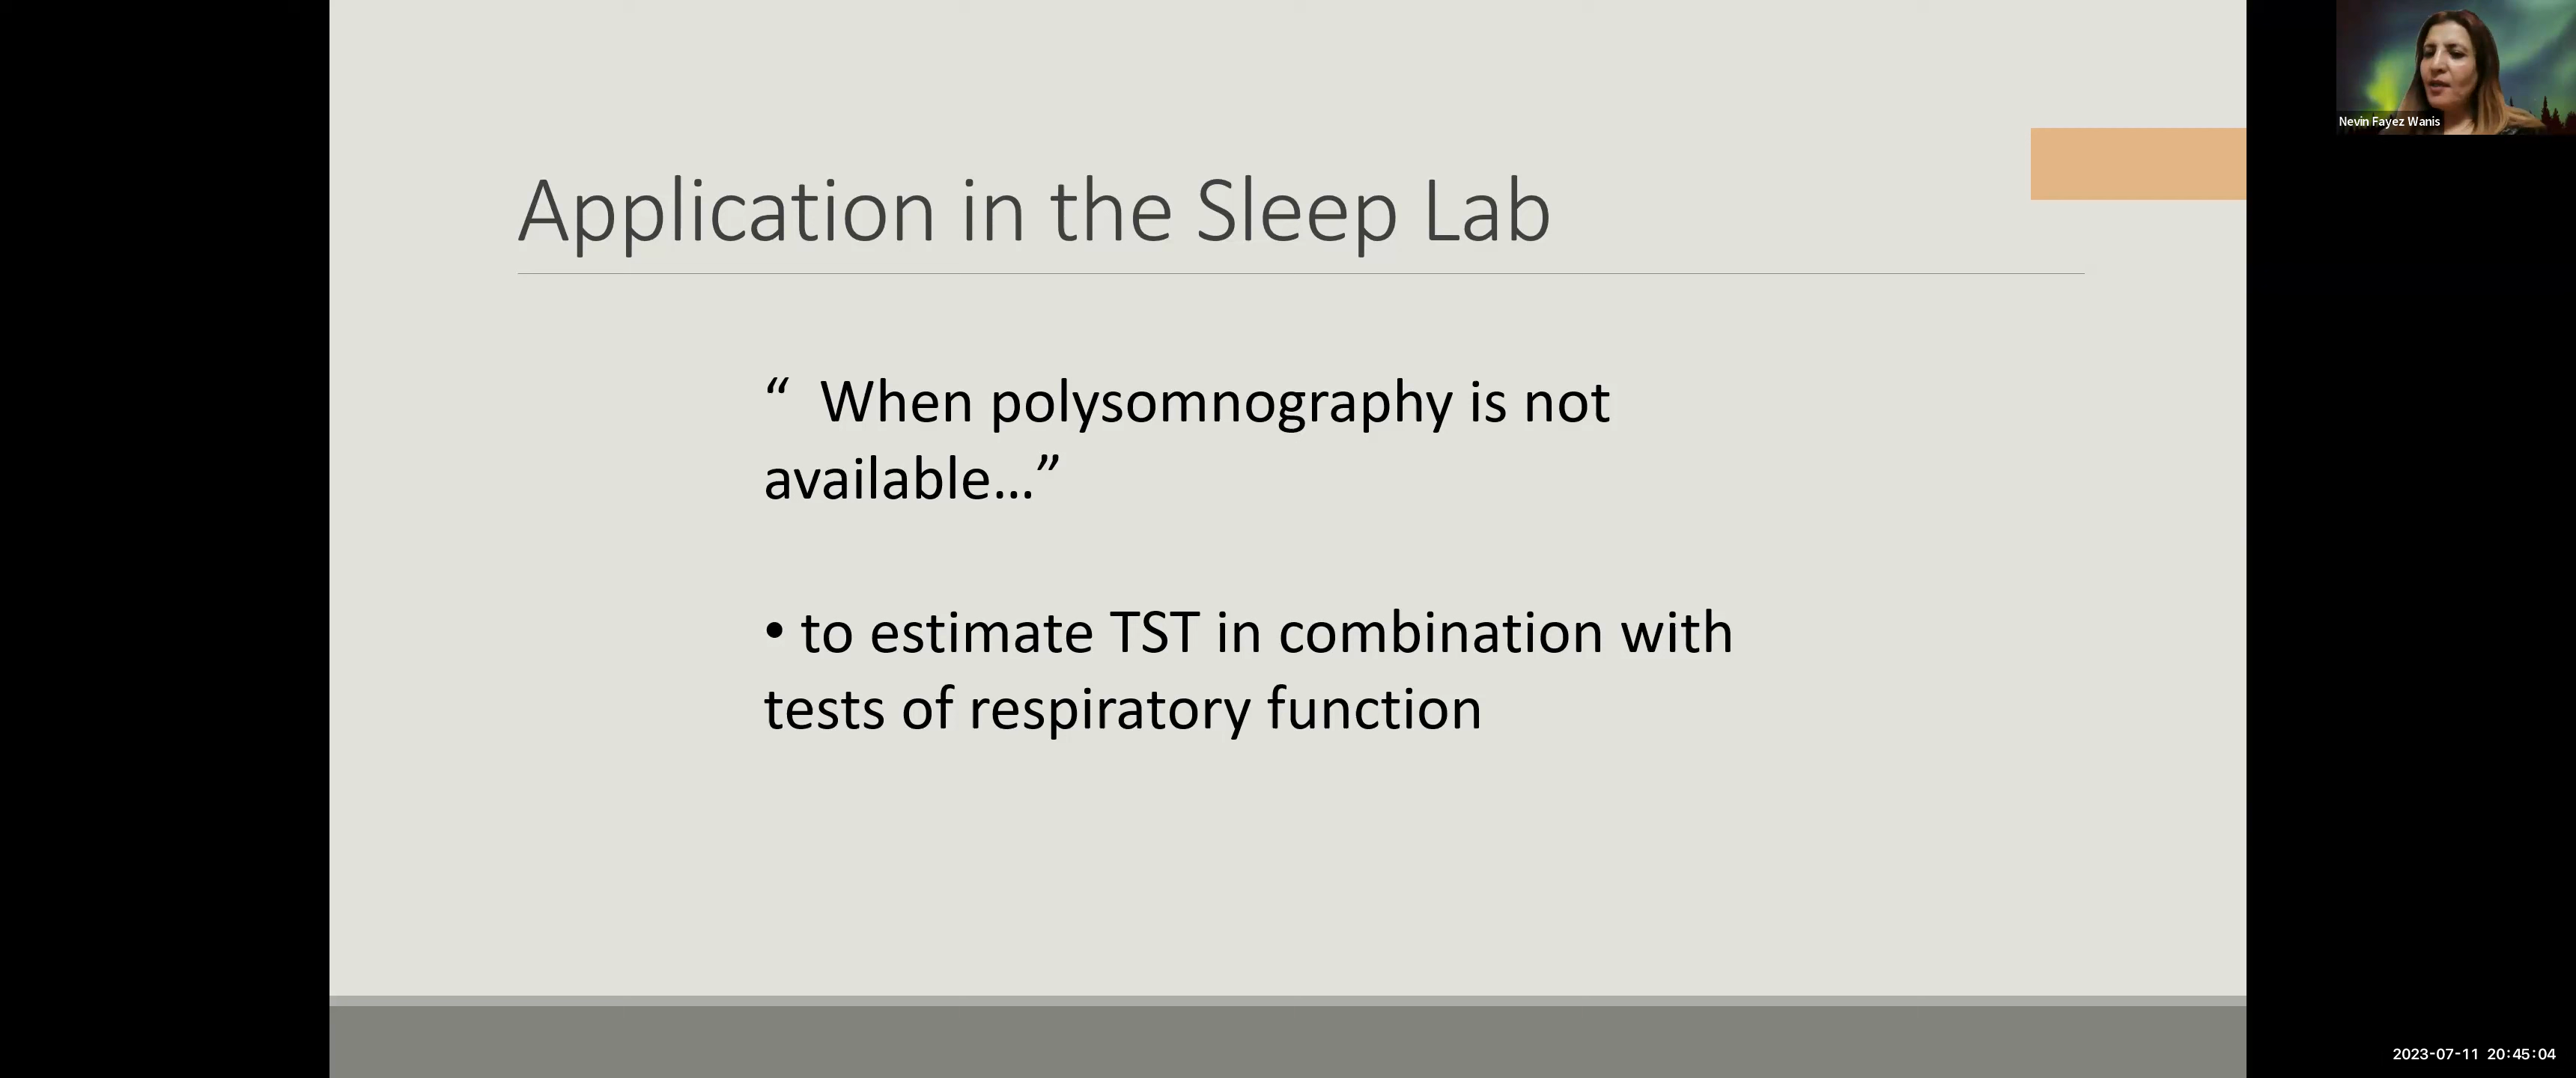 Nevin Fayez Wanis
Application in the Sleep Lab
“ When polysomnography is not
available…”
• to estimate TST in combination with
tests of respiratory function
2023-07-11 20:45:04